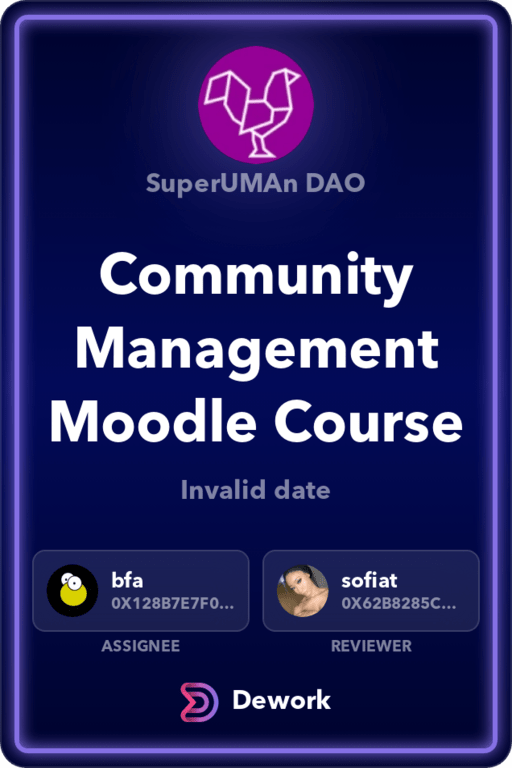 SuperUMAn DAO
Community
Management
Moodle Course
Invalid date
bfa
0X128B7E7F0...
sofiat
0X62B8285C...
ASSIGNEE
REVIEWER
Dework